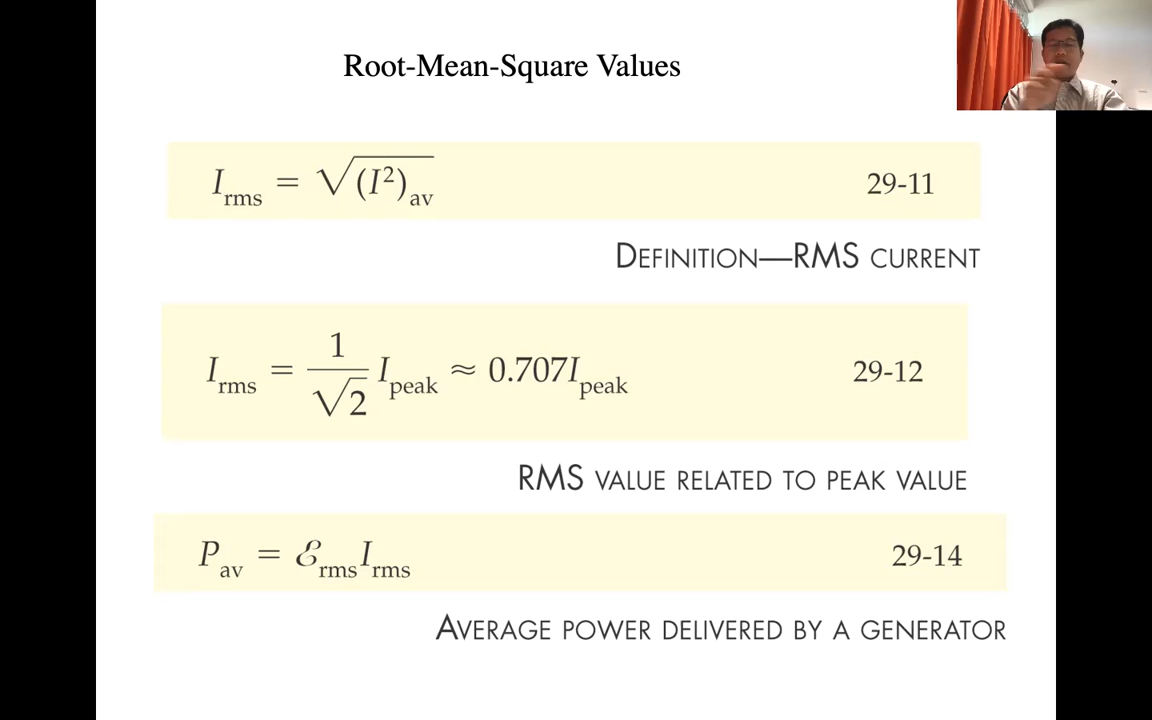 Root-Mean-Square Values
I_rms = √(I²)_av 29-11
DEFINITION—RMS CURRENT
I_rms = 1/√2 I_peak ≈ 0.707I_peak 29-12
RMS VALUE RELATED TO PEAK VALUE
P_av = ℰ_rms I_rms 29-14
AVERAGE POWER DELIVERED BY A GENERATOR